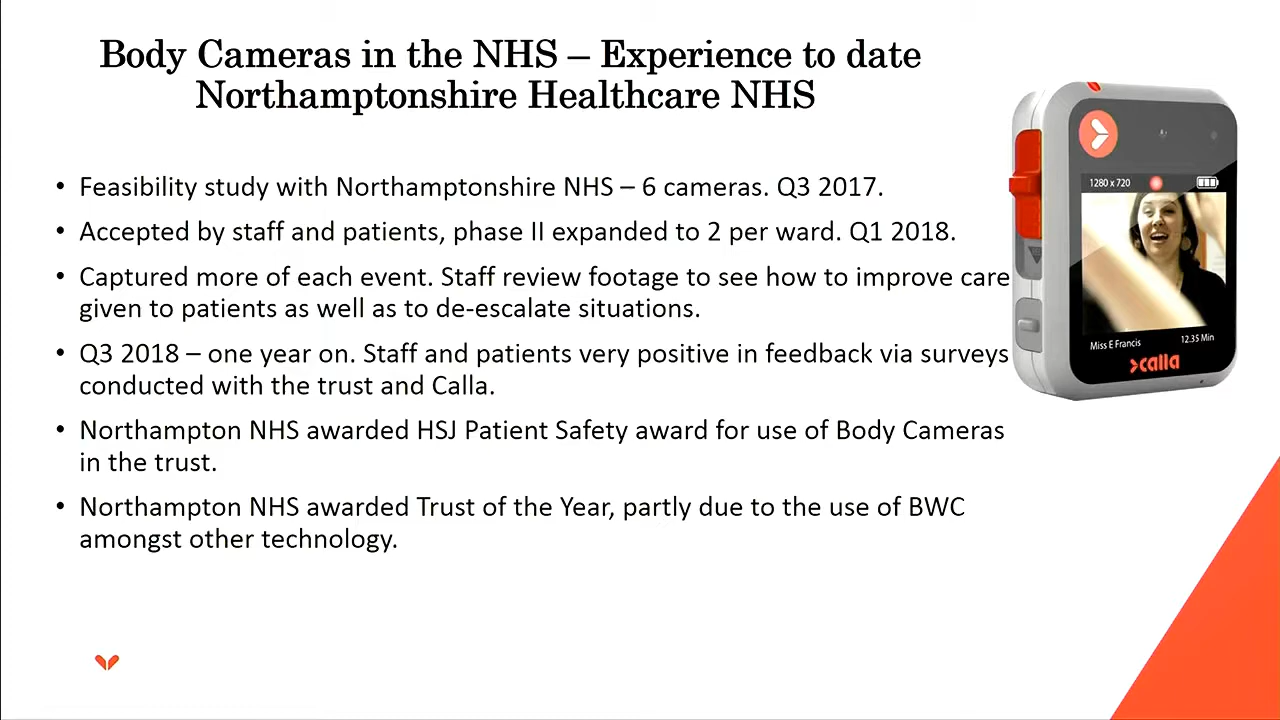 Body Cameras in the NHS – Experience to date
Northamptonshire Healthcare NHS
• Feasibility study with Northamptonshire NHS – 6 cameras. Q3 2017.
• Accepted by staff and patients, phase II expanded to 2 per ward. Q1 2018.
• Captured more of each event. Staff review footage to see how to improve care
given to patients as well as to de-escalate situations.
• Q3 2018 – one year on. Staff and patients very positive in feedback via surveys
conducted with the trust and Calla.
• Northampton NHS awarded HSJ Patient Safety award for use of Body Cameras
in the trust.
• Northampton NHS awarded Trust of the Year, partly due to the use of BWC
amongst other technology.
1280 x 720
Miss E Francis
12.35 Min
calla